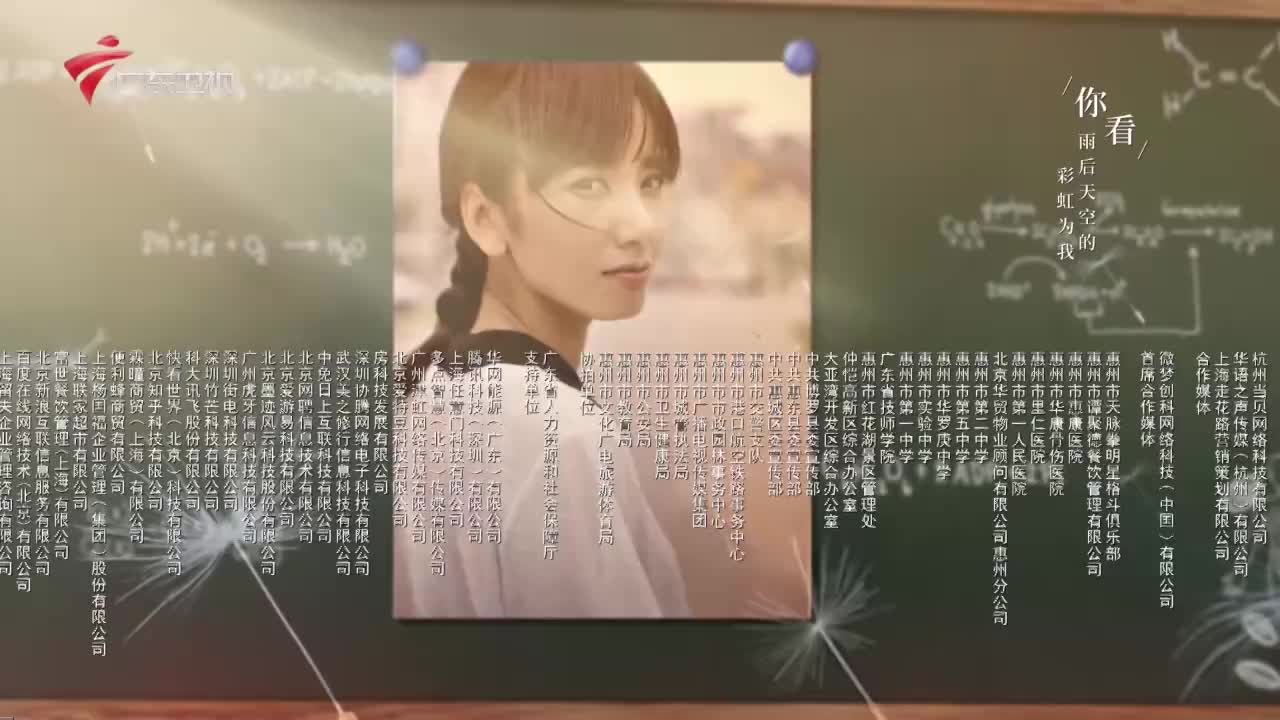 广东卫视
你看
雨后天空的
彩虹为我
杭州当贝网络科技有限公司
华语之声传媒（杭州）有限公司
上海走花路营销策划有限公司
合作媒体
微梦创科网络科技（中国）有限公司
首席合作媒体
惠州市天脉拳明星格斗俱乐部
惠州市谭聚德餐饮管理有限公司
惠州市惠康医院
惠州市华康骨伤医院
惠州市里仁医院
惠州市第一人民医院
北京华贸物业顾问有限公司惠州分公司
惠州市第二中学
惠州市第五中学
惠州市华罗庚中学
惠州市实验中学
惠州市第一中学
广东省技师学院
惠州市红花湖景区管理处
仲恺高新区综合办公室
大亚湾开发区综合办公室
中共博罗县委宣传部
中共惠东县委宣传部
中共惠城区委宣传部
惠州市交警支队
惠州市港口航空铁路事务中心
惠州市市政园林事务中心
惠州市广播电视传媒集团
惠州市城管执法局
惠州市卫生健康局
惠州市公安局
惠州市教育局
惠州市文化广电旅游体育局
协拍单位
广东省人力资源和社会保障厅
支持单位
华网能源（广东）有限公司
腾讯科技（深圳）有限公司
上海任意门科技有限公司
多点智慧（北京）传媒有限公司
广州漂虹网络传媒有限公司
北京爱特豆科技有限公司
房科技发展有限公司
深圳协腾网络电子科技有限公司
武汉美之修行信息科技有限公司
中免日上互联科技有限公司
北京网聘信息技术有限公司
北京爱游易科技有限公司
北京墨迹风云科技股份有限公司
广州虎牙信息科技有限公司
深圳街电科技有限公司
深圳竹芒科技有限公司
科大讯飞股份有限公司
快看世界（北京）科技有限公司
北京知乎科技有限公司
霖瞳商贸（上海）有限公司
便利蜂商贸有限公司
上海杨国福企业管理（集团）股份有限公司
上海联家超市有限公司
富世餐饮管理（上海）有限公司
北京新浪互联信息服务有限公司
百度在线网络技术（北京）有限公司